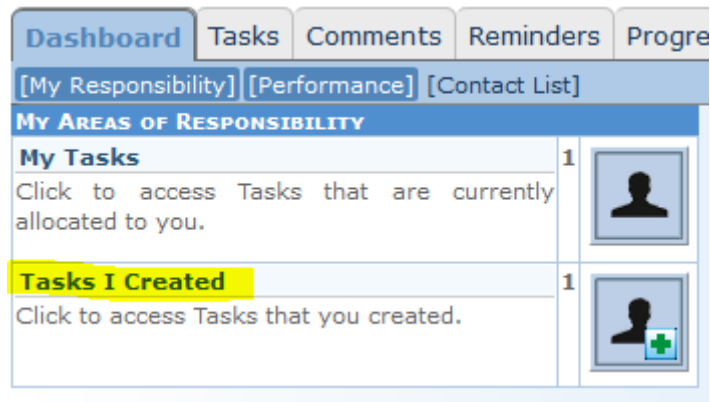 Dashboard Tasks Comments Reminders Progre
[My Responsibility] [Performance] [Contact List]
MY AREAS OF RESPONSIBILITY
My Tasks 1
Click to access Tasks that are currently
allocated to you.
Tasks I Created 1
Click to access Tasks that you created.